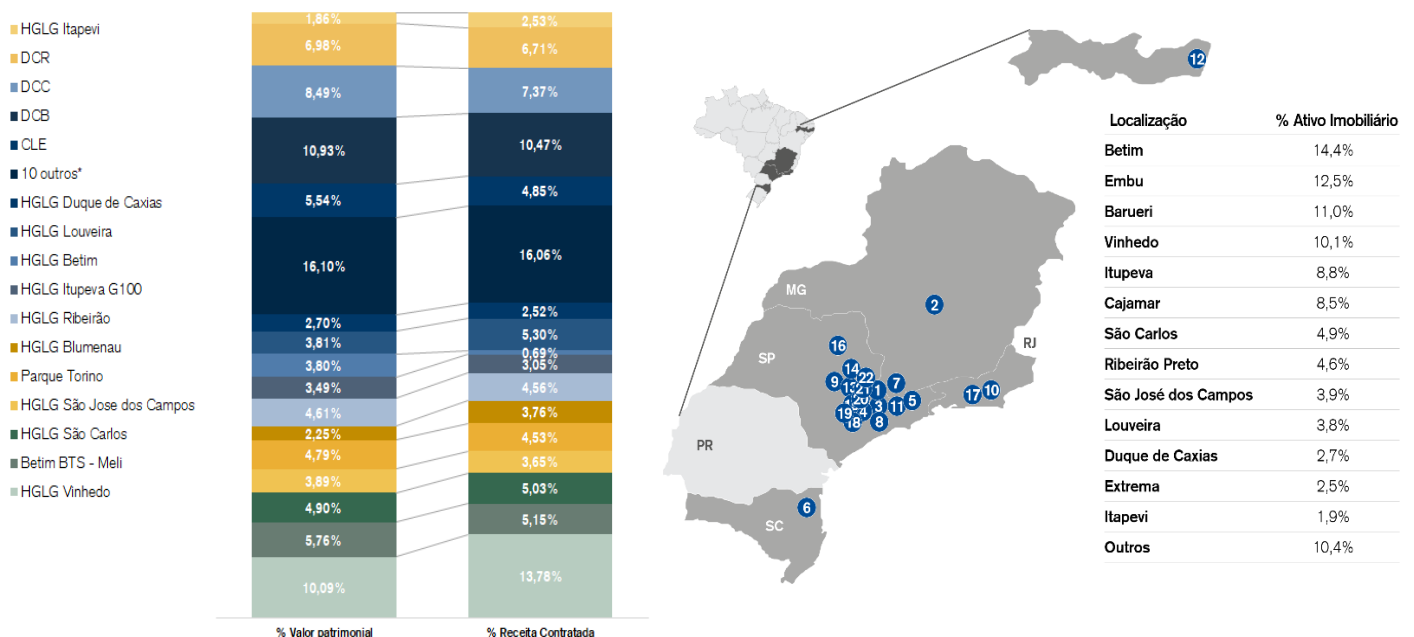 HGLG Itapevi
DCR
DCC
DCB
CLE
10 outros*
HGLG Duque de Caxias
HGLG Louveira
HGLG Betim
HGLG Itupeva G100
HGLG Ribeirão
HGLG Blumenau
Parque Torino
HGLG São Jose dos Campos
HGLG São Carlos
Betim BTS - Meli
HGLG Vinhedo
1,86%
6,98%
8,49%
10,93%
5,54%
16,10%
2,70%
3,81%
3,80%
3,49%
4,61%
2,25%
4,79%
3,89%
4,90%
5,76%
10,09%
% Valor patrimonial
2,53%
6,71%
7,37%
10,47%
4,85%
16,06%
2,52%
5,30%
0,69%
3,05%
4,56%
3,76%
4,53%
3,65%
5,03%
5,15%
13,78%
% Receita Contratada
12
MG
2
RJ
SP
16
14
22
9
13
21
7
1
20
5
17
10
19
4
3
11
18
8
PR
6
SC
Localização % Ativo Imobiliário
Betim 14,4%
Embu 12,5%
Barueri 11,0%
Vinhedo 10,1%
Itupeva 8,8%
Cajamar 8,5%
São Carlos 4,9%
Ribeirão Preto 4,6%
São José dos Campos 3,9%
Louveira 3,8%
Duque de Caxias 2,7%
Extrema 2,5%
Itapevi 1,9%
Outros 10,4%